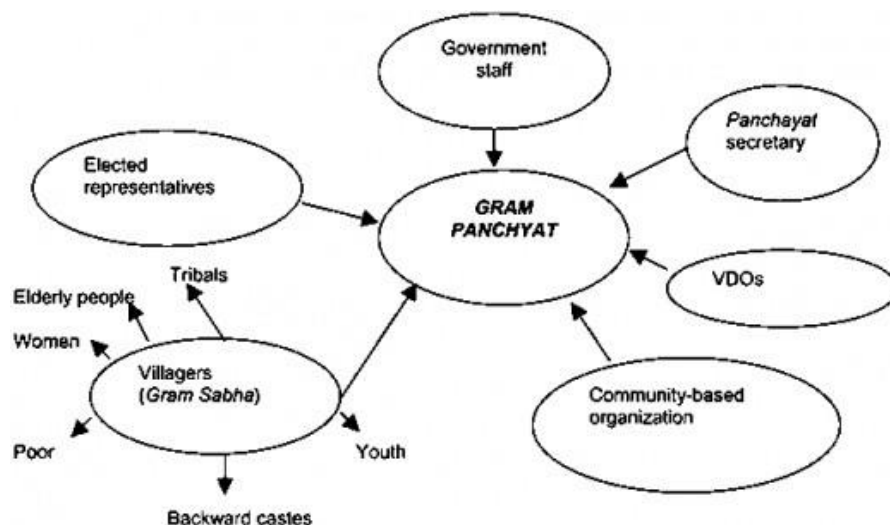 Government
staff
Panchayat
secretary
Elected
representatives
GRAM
PANCHYAT
Tribals
VDOs
Elderly people
Women
Villagers
(Gram Sabha)
Community-based
organization
Poor
Youth
Backward castes